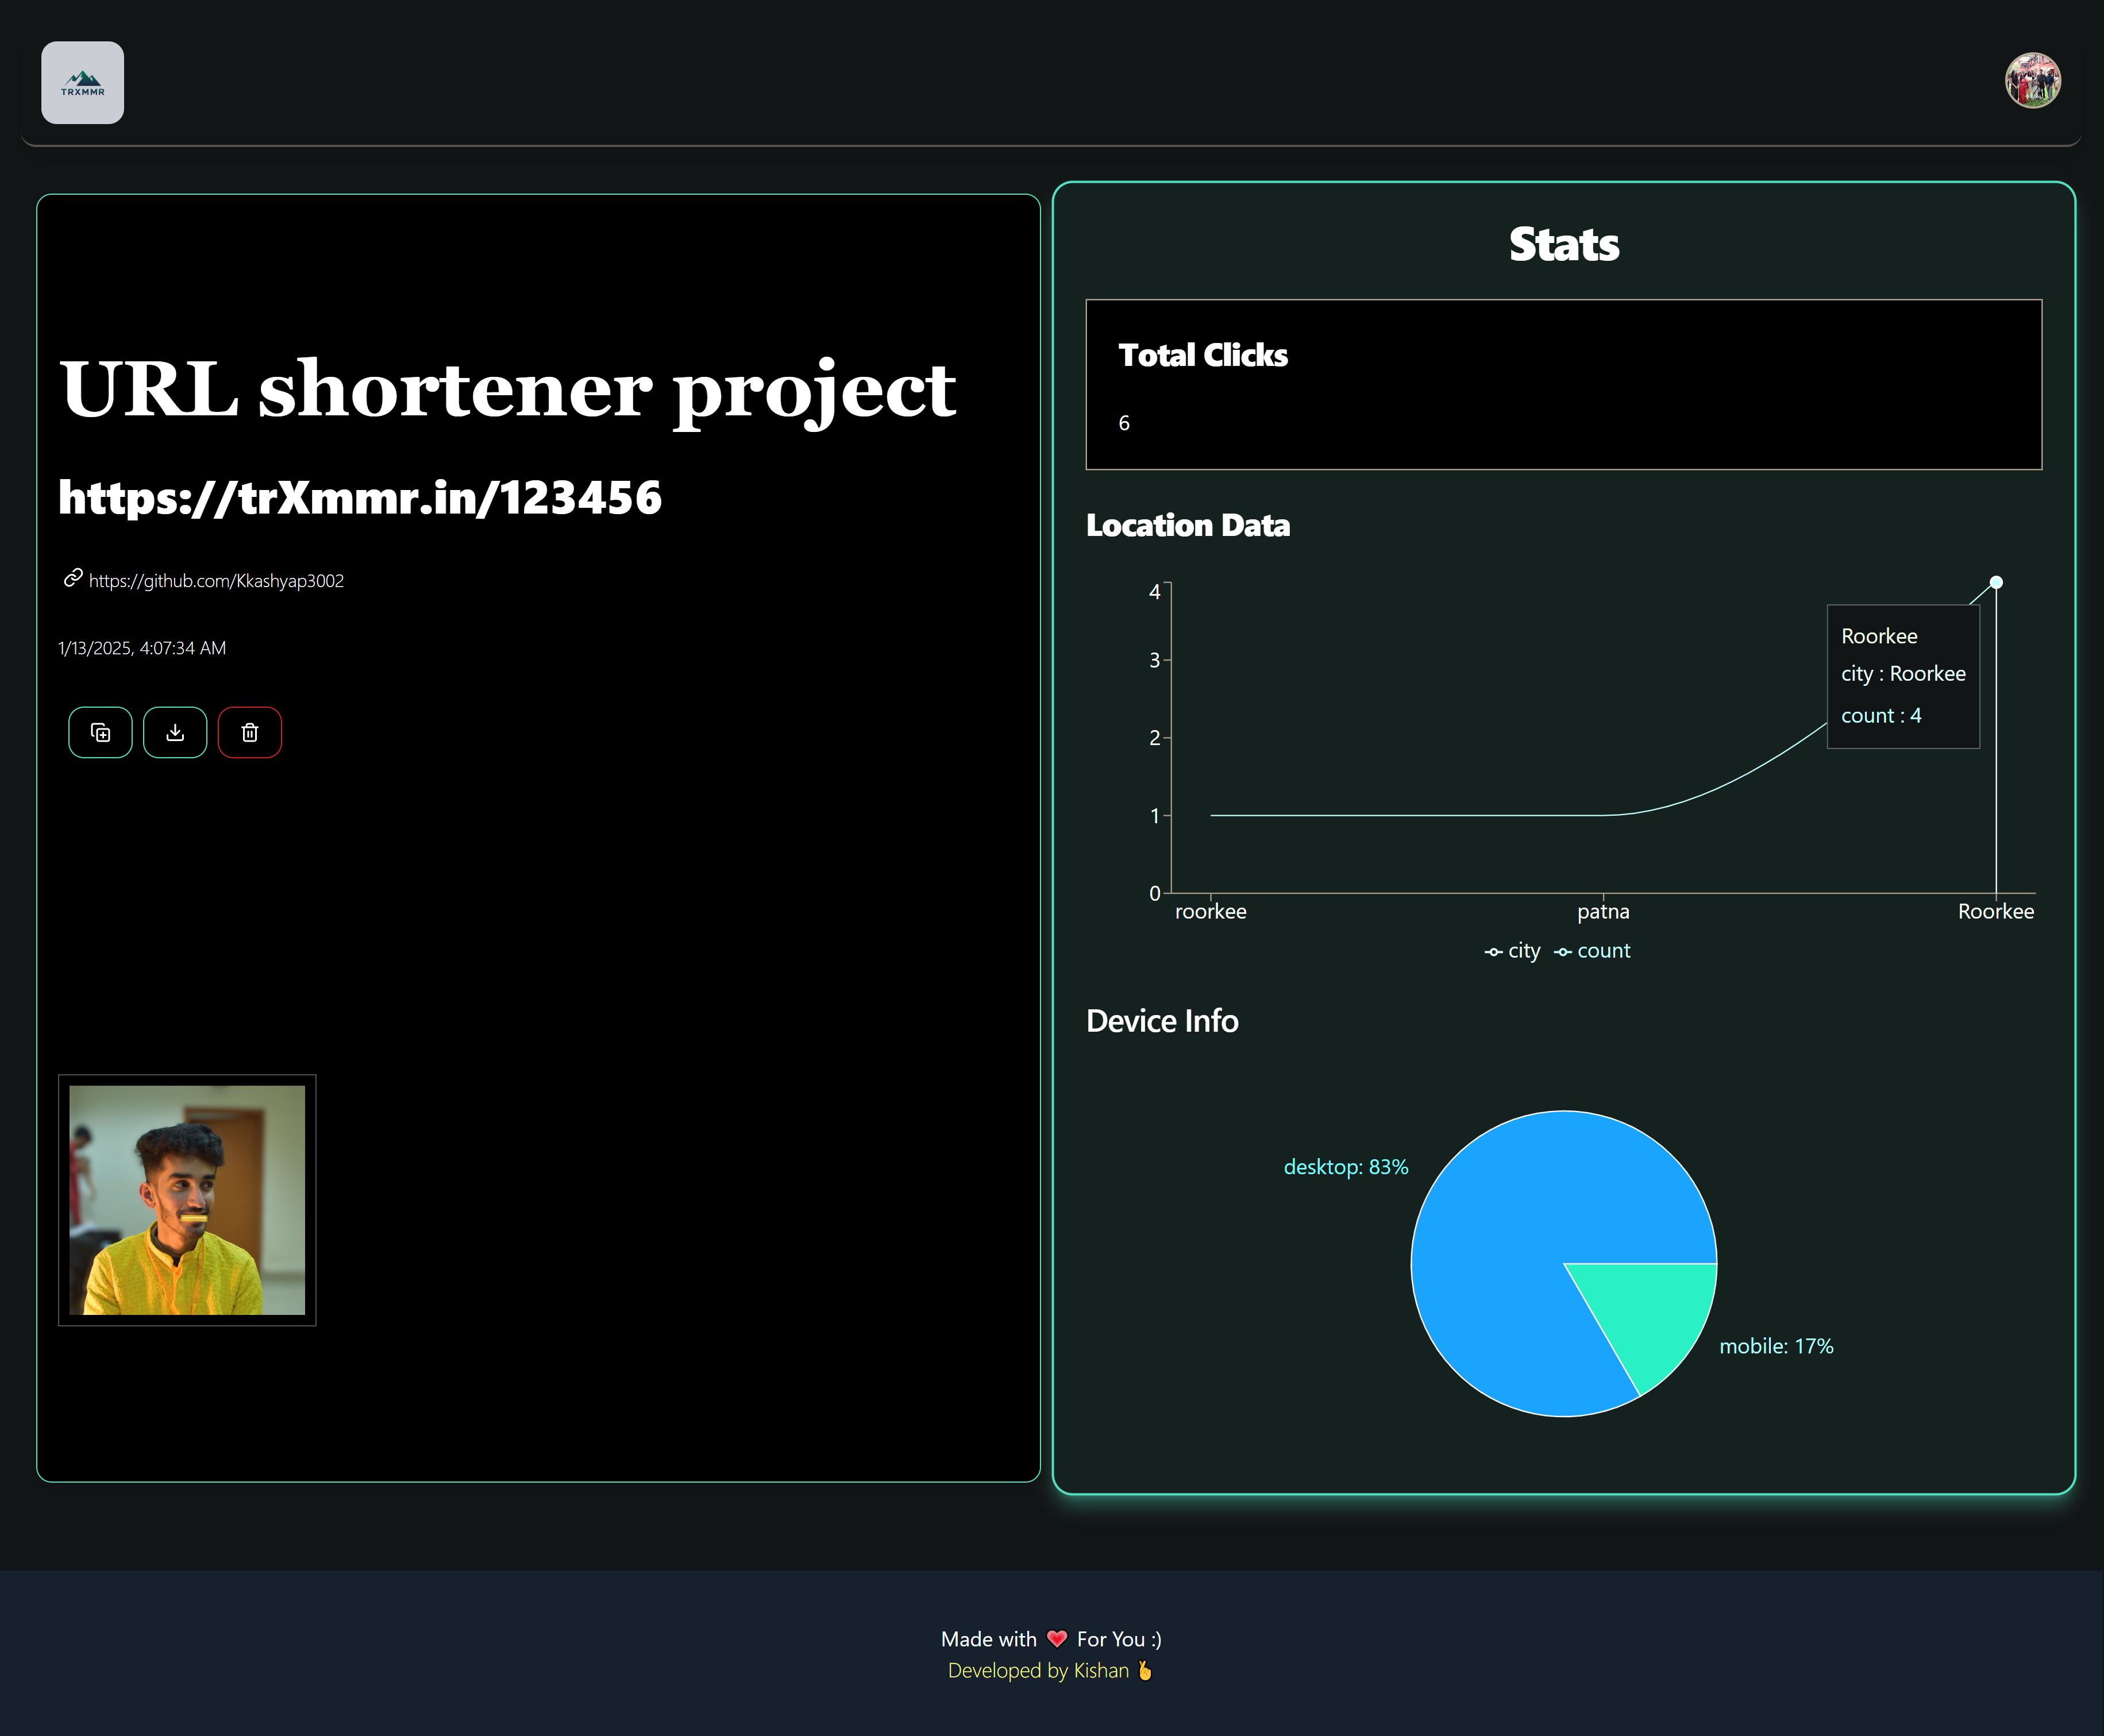 TRXMMR
URL shortener project
https://trXmmr.in/123456
https://github.com/Kkashyap3002
1/13/2025, 4:07:34 AM
Stats
Total Clicks
6
Location Data
4
3
2
1
0
Roorkee
city : Roorkee
count : 4
roorkee patna Roorkee
city count
Device Info
desktop: 83%
mobile: 17%
Made with ❤️ For You :)
Developed by Kishan 🫰